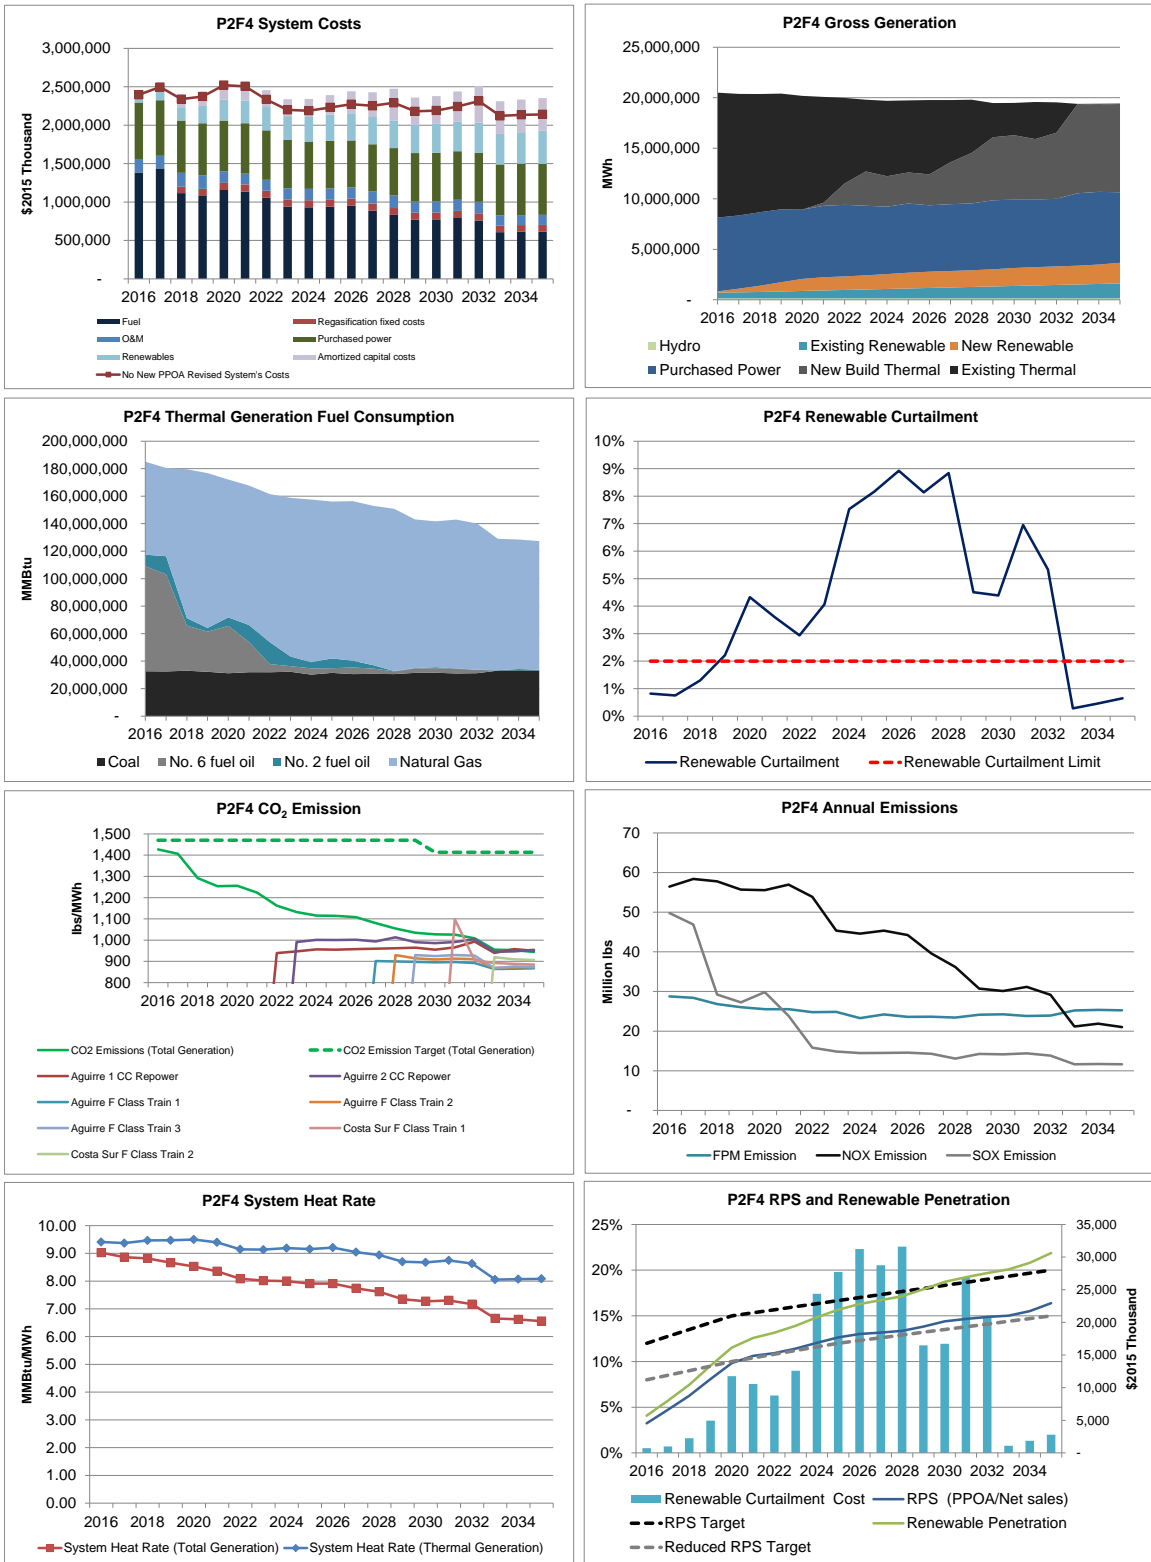 P2F4 System Costs
3,000,000
2,500,000
2,000,000
1,500,000
1,000,000
500,000
-
$2015 Thousand
2016 2018 2020 2022 2024 2026 2028 2030 2032 2034
Fuel
Regasification fixed costs
O&M
Purchased power
Renewables
Amortized capital costs
No New PPOA Revised System's Costs
P2F4 Gross Generation
25,000,000
20,000,000
15,000,000
10,000,000
5,000,000
-
MWh
2016 2018 2020 2022 2024 2026 2028 2030 2032 2034
Hydro
Existing Renewable
New Renewable
Purchased Power
New Build Thermal
Existing Thermal
P2F4 Thermal Generation Fuel Consumption
200,000,000
180,000,000
160,000,000
140,000,000
120,000,000
100,000,000
80,000,000
60,000,000
40,000,000
20,000,000
-
MMBtu
2016 2018 2020 2022 2024 2026 2028 2030 2032 2034
Coal
No. 6 fuel oil
No. 2 fuel oil
Natural Gas
P2F4 Renewable Curtailment
10%
9%
8%
7%
6%
5%
4%
3%
2%
1%
0%
2016 2018 2020 2022 2024 2026 2028 2030 2032 2034
Renewable Curtailment
Renewable Curtailment Limit
P2F4 CO2 Emission
1,500
1,400
1,300
1,200
1,100
1,000
900
800
lbs/MWh
2016 2018 2020 2022 2024 2026 2028 2030 2032 2034
CO2 Emissions (Total Generation)
CO2 Emission Target (Total Generation)
Aguirre 1 CC Repower
Aguirre 2 CC Repower
Aguirre F Class Train 1
Aguirre F Class Train 2
Aguirre F Class Train 3
Costa Sur F Class Train 1
Costa Sur F Class Train 2
P2F4 Annual Emissions
70
60
50
40
30
20
10
-
Million lbs
2016 2018 2020 2022 2024 2026 2028 2030 2032 2034
FPM Emission
NOX Emission
SOX Emission
P2F4 System Heat Rate
10.00
9.00
8.00
7.00
6.00
5.00
4.00
3.00
2.00
1.00
0.00
MMBtu/MWh
2016 2018 2020 2022 2024 2026 2028 2030 2032 2034
System Heat Rate (Total Generation)
System Heat Rate (Thermal Generation)
P2F4 RPS and Renewable Penetration
25%
20%
15%
10%
5%
0%
35,000
30,000
25,000
20,000
15,000
10,000
5,000
-
$2015 Thousand
2016 2018 2020 2022 2024 2026 2028 2030 2032 2034
Renewable Curtailment Cost
RPS (PPOA/Net sales)
RPS Target
Renewable Penetration
Reduced RPS Target